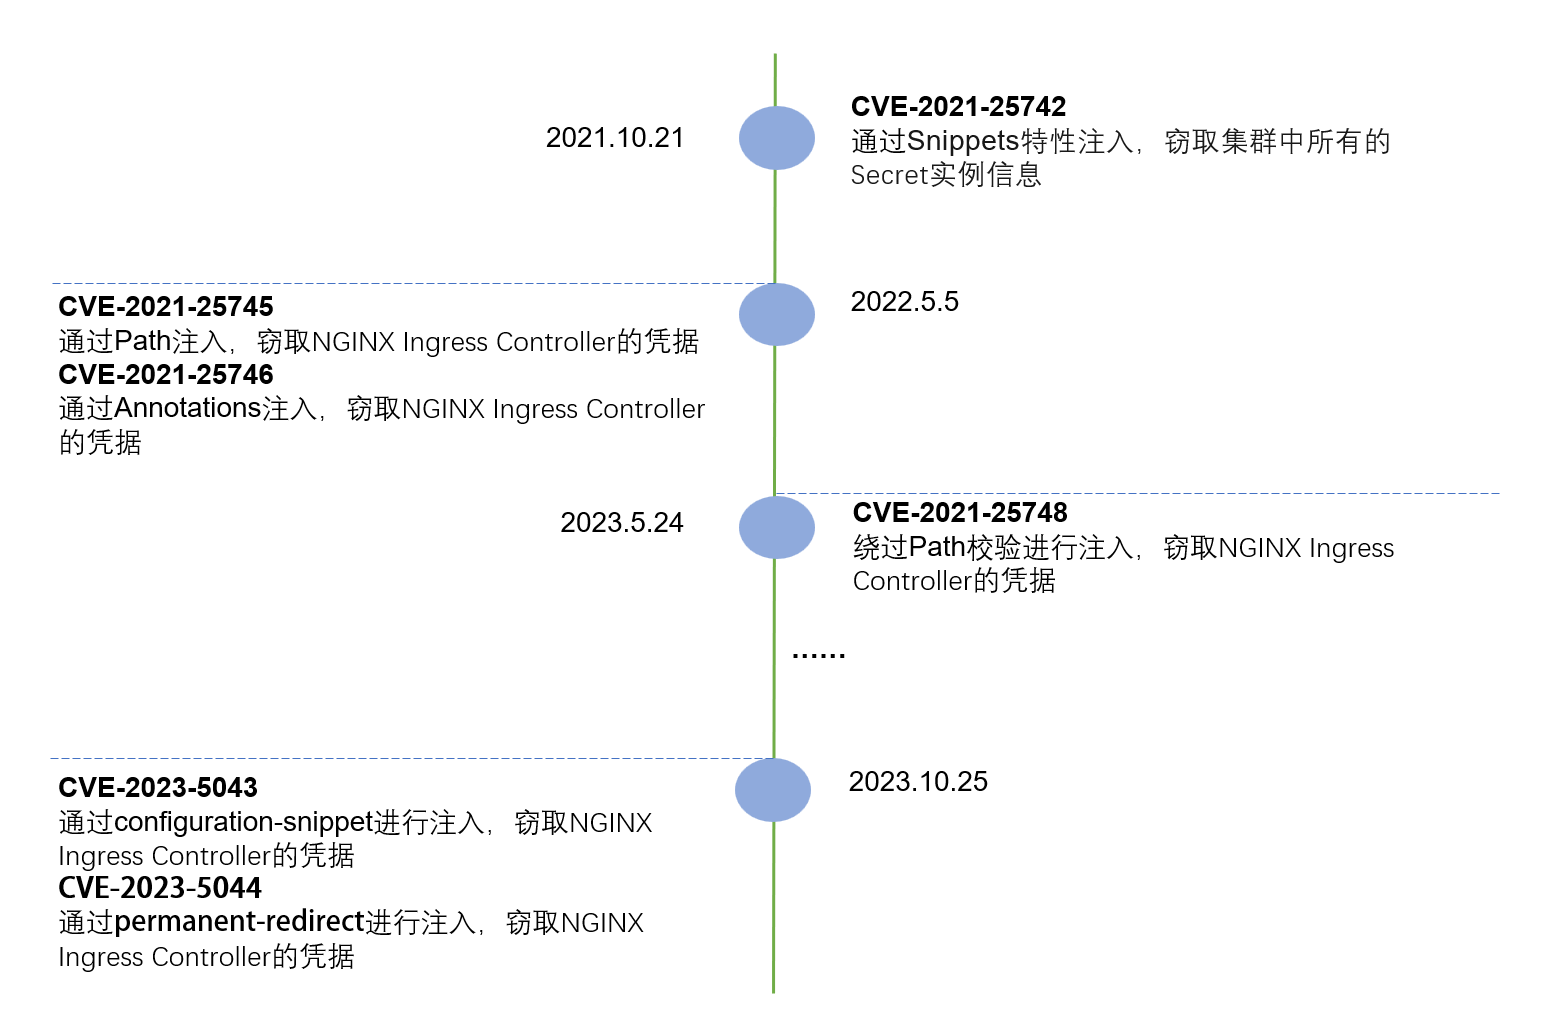 2021.10.21
CVE-2021-25742
通过Snippets特性注入，窃取集群中所有的
Secret实例信息
2022.5.5
CVE-2021-25745
通过Path注入，窃取NGINX Ingress Controller的凭据
CVE-2021-25746
通过Annotations注入，窃取NGINX Ingress Controller
的凭据
2023.5.24
CVE-2021-25748
绕过Path校验进行注入，窃取NGINX Ingress
Controller的凭据
......
2023.10.25
CVE-2023-5043
通过configuration-snippet进行注入，窃取NGINX
Ingress Controller的凭据
CVE-2023-5044
通过permanent-redirect进行注入，窃取NGINX
Ingress Controller的凭据